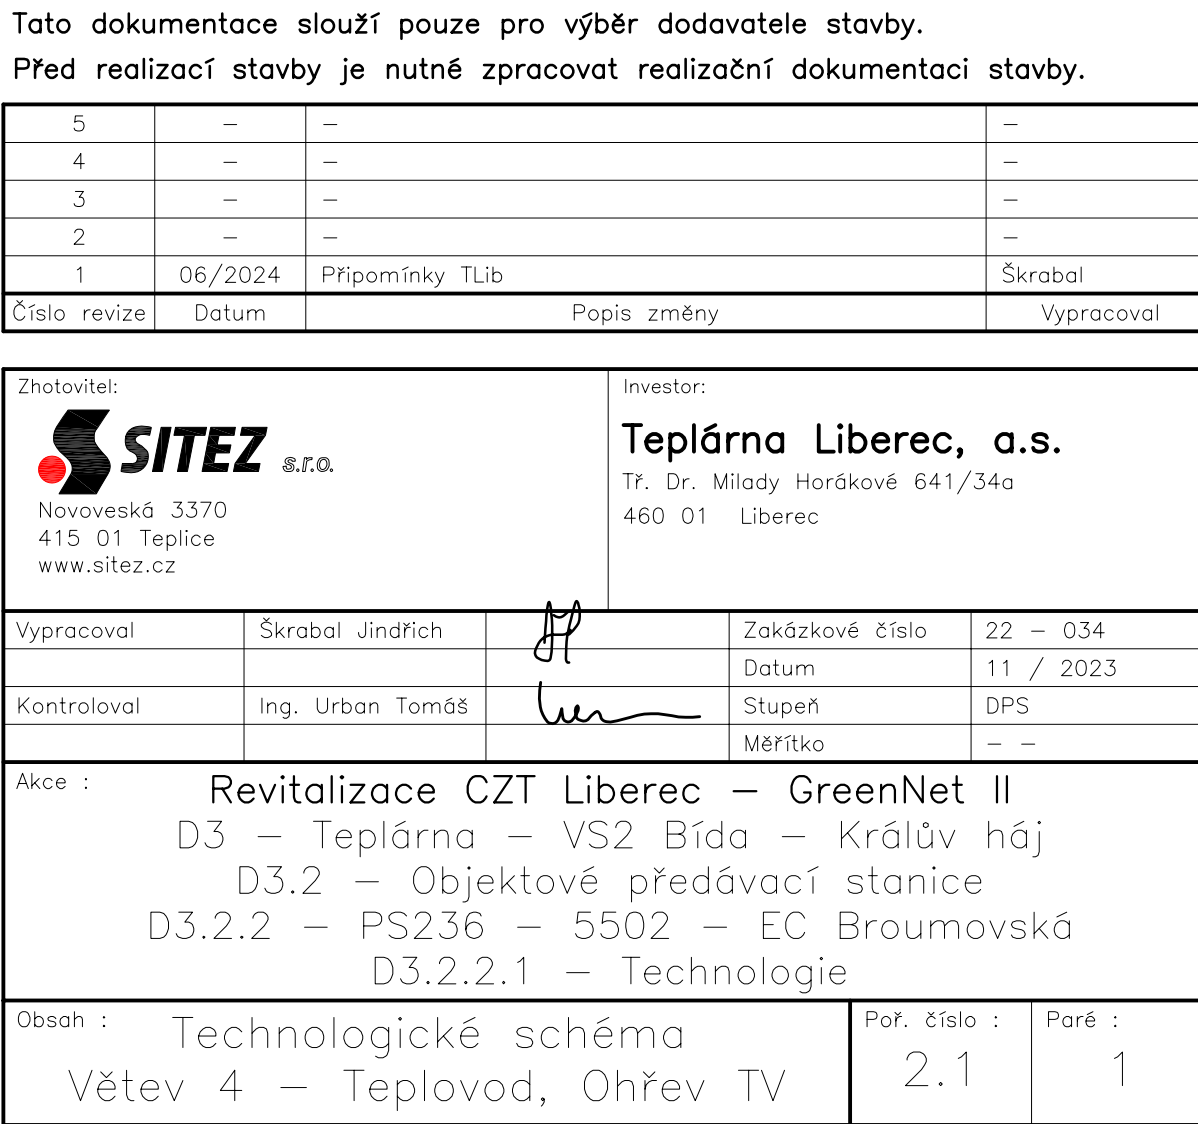 Tato dokumentace slouží pouze pro výběr dodavatele stavby.
Před realizací stavby je nutné zpracovat realizační dokumentaci stavby.
5 – – –
4 – – –
3 – – –
2 – – –
1 06/2024 Připomínky TLib Škrabal
Číslo revize Datum Popis změny Vypracoval
Zhotovitel:
SITEZ s.r.o.
Novoveská 3370
415 01 Teplice
www.sitez.cz
Investor:
Teplárna Liberec, a.s.
Tř. Dr. Milady Horákové 641/34a
460 01 Liberec
Vypracoval Škrabal Jindřich Zakázkové číslo 22 – 034
Datum 11 / 2023
Kontroloval Ing. Urban Tomáš Stupeň DPS
Měřítko – –
Akce :
Revitalizace CZT Liberec – GreenNet II
D3 – Teplárna – VS2 Bída – Králův háj
D3.2 – Objektové předávací stanice
D3.2.2 – PS236 – 5502 – EC Broumovská
D3.2.2.1 – Technologie
Obsah :
Technologické schéma
Větev 4 – Teplovod, Ohřev TV
Poř. číslo :
2.1
Paré :
1